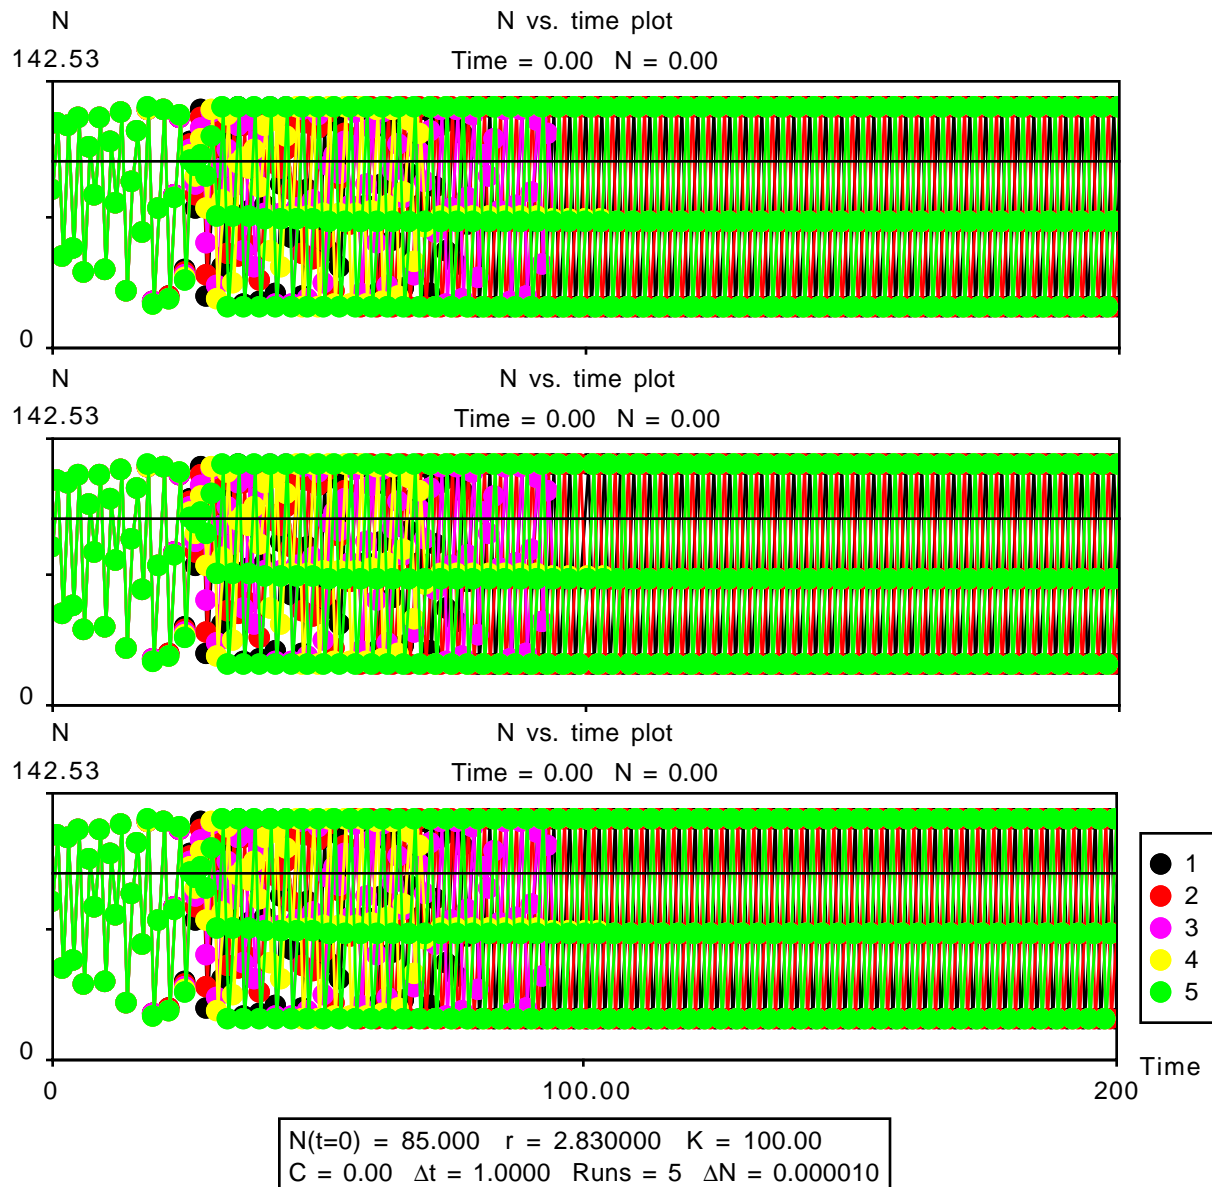 N
N vs. time plot
142.53
Time = 0.00 N = 0.00
0
N
N vs. time plot
142.53
Time = 0.00 N = 0.00
0
N
N vs. time plot
142.53
Time = 0.00 N = 0.00
1
2
3
4
5
0
Time
0
100.00
200
N(t=0) = 85.000 r = 2.830000 K = 100.00
C = 0.00 Δt = 1.0000 Runs = 5 ΔN = 0.000010